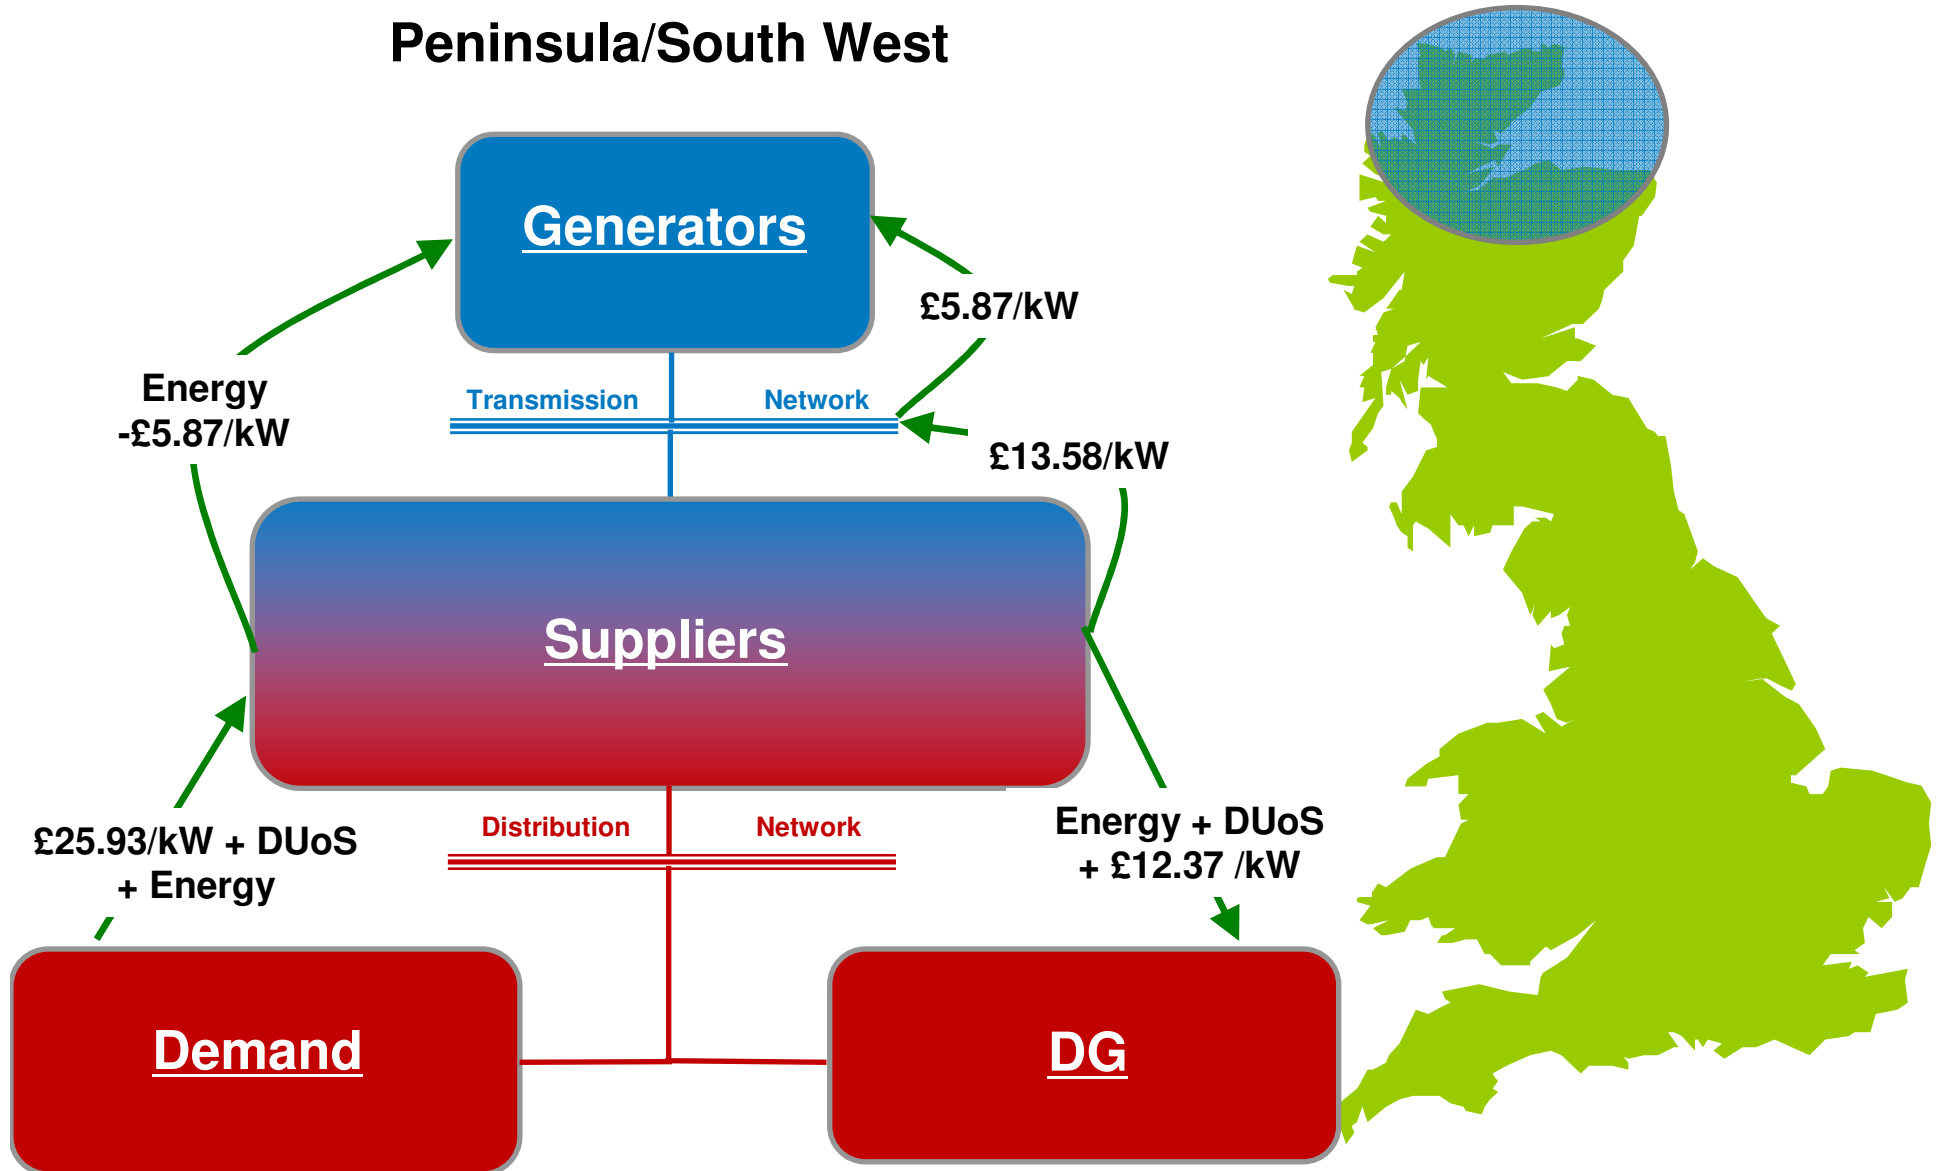 Peninsula/South West
Generators
£5.87/kW
Energy
-£5.87/kW
Transmission Network
£13.58/kW
Suppliers
Distribution Network
£25.93/kW + DUoS
+ Energy
Energy + DUoS
+ £12.37 /kW
Demand
DG